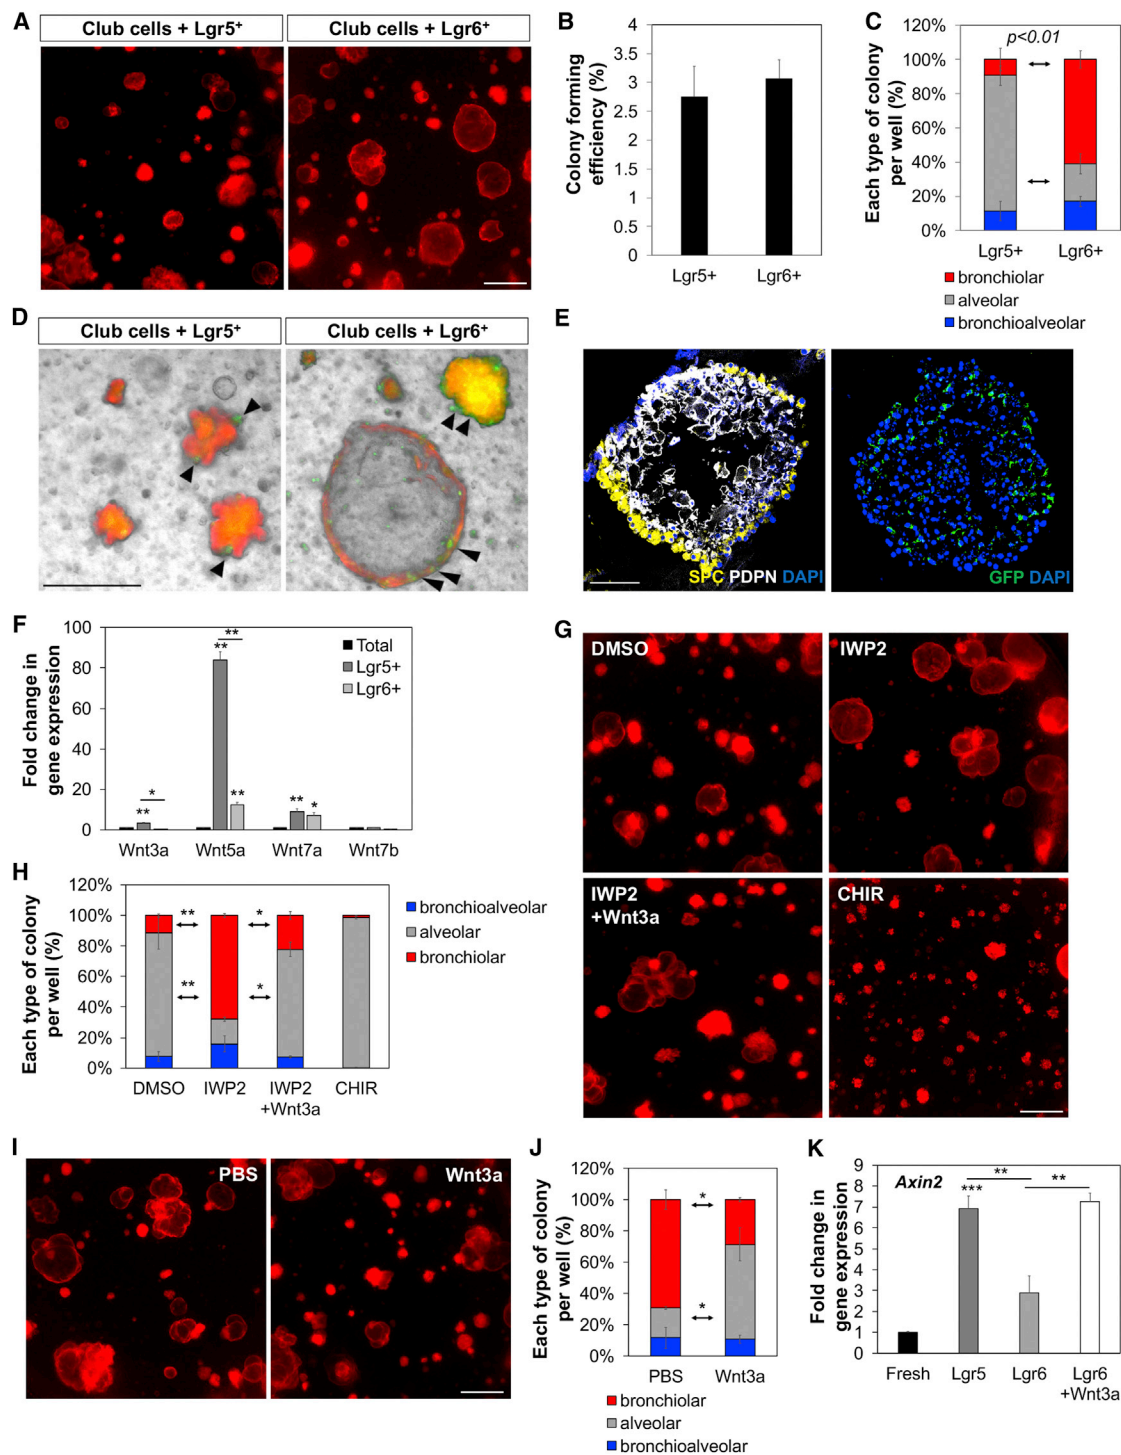 A
Club cells + Lgr5+
Club cells + Lgr6+
B
Colony forming
efficiency (%)
4
3.5
3
2.5
2
1.5
1
0.5
0
Lgr5+
Lgr6+
C
Each type of colony
per well (%)
120%
100%
80%
60%
40%
20%
0%
p<0.01
Lgr5+
Lgr6+
bronchiolar
alveolar
bronchioalveolar
D
Club cells + Lgr5+
Club cells + Lgr6+
E
SPC PDPN DAPI
GFP DAPI
F
Fold change in
gene expression
100
80
60
40
20
0
*
**
**
**
**
**
*
Total
Lgr5+
Lgr6+
Wnt3a
Wnt5a
Wnt7a
Wnt7b
G
DMSO
IWP2
IWP2
+Wnt3a
CHIR
H
Each type of colony
per well (%)
120%
100%
80%
60%
40%
20%
0%
**
*
**
*
DMSO
IWP2
IWP2
+Wnt3a
CHIR
bronchioalveolar
alveolar
bronchiolar
I
PBS
Wnt3a
J
Each type of colony
per well (%)
120%
100%
80%
60%
40%
20%
0%
*
*
PBS
Wnt3a
bronchiolar
alveolar
bronchioalveolar
K
Fold change in
gene expression
9
8
7
6
5
4
3
2
1
0
Axin2
***
**
**
Fresh
Lgr5
Lgr6
Lgr6
+Wnt3a